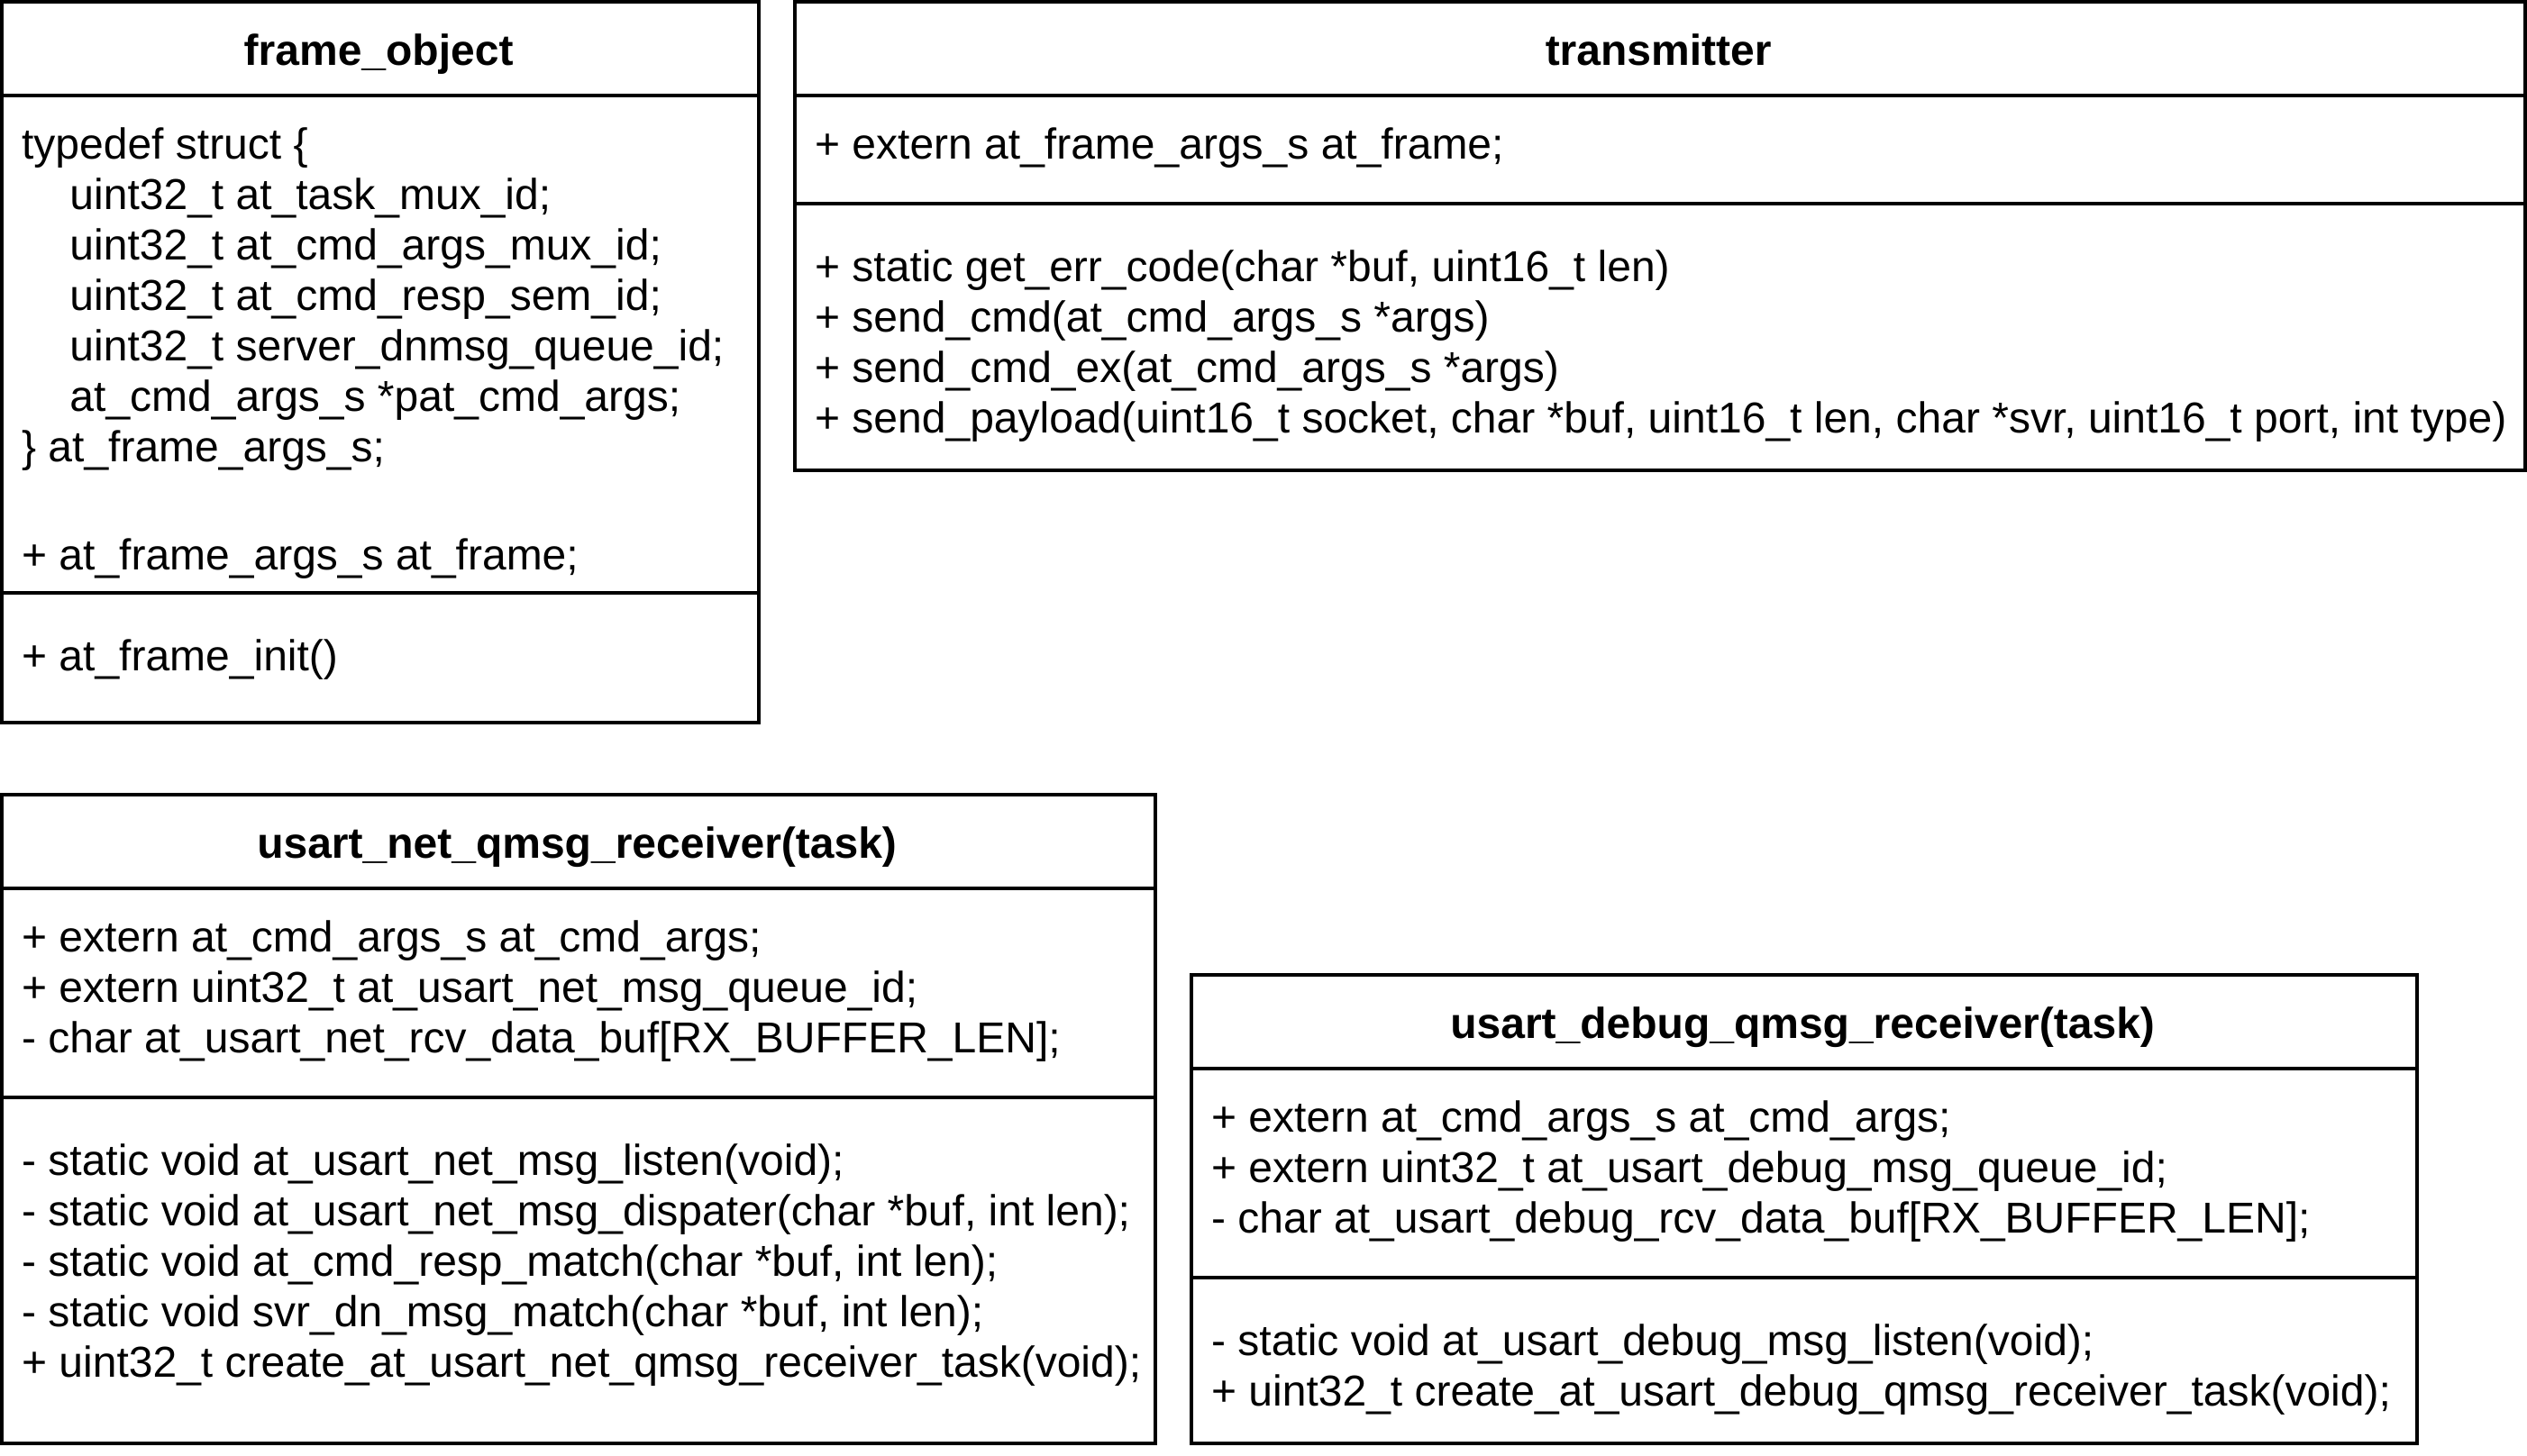 frame_object
typedef struct {
uint32_t at_task_mux_id;
uint32_t at_cmd_args_mux_id;
uint32_t at_cmd_resp_sem_id;
uint32_t server_dnmsg_queue_id;
at_cmd_args_s *pat_cmd_args;
} at_frame_args_s;
+ at_frame_args_s at_frame;
+ at_frame_init()
transmitter
+ extern at_frame_args_s at_frame;
+ static get_err_code(char *buf, uint16_t len)
+ send_cmd(at_cmd_args_s *args)
+ send_cmd_ex(at_cmd_args_s *args)
+ send_payload(uint16_t socket, char *buf, uint16_t len, char *svr, uint16_t port, int type)
usart_net_qmsg_receiver(task)
+ extern at_cmd_args_s at_cmd_args;
+ extern uint32_t at_usart_net_msg_queue_id;
- char at_usart_net_rcv_data_buf[RX_BUFFER_LEN];
- static void at_usart_net_msg_listen(void);
- static void at_usart_net_msg_dispater(char *buf, int len);
- static void at_cmd_resp_match(char *buf, int len);
- static void svr_dn_msg_match(char *buf, int len);
+ uint32_t create_at_usart_net_qmsg_receiver_task(void);
usart_debug_qmsg_receiver(task)
+ extern at_cmd_args_s at_cmd_args;
+ extern uint32_t at_usart_debug_msg_queue_id;
- char at_usart_debug_rcv_data_buf[RX_BUFFER_LEN];
- static void at_usart_debug_msg_listen(void);
+ uint32_t create_at_usart_debug_qmsg_receiver_task(void);